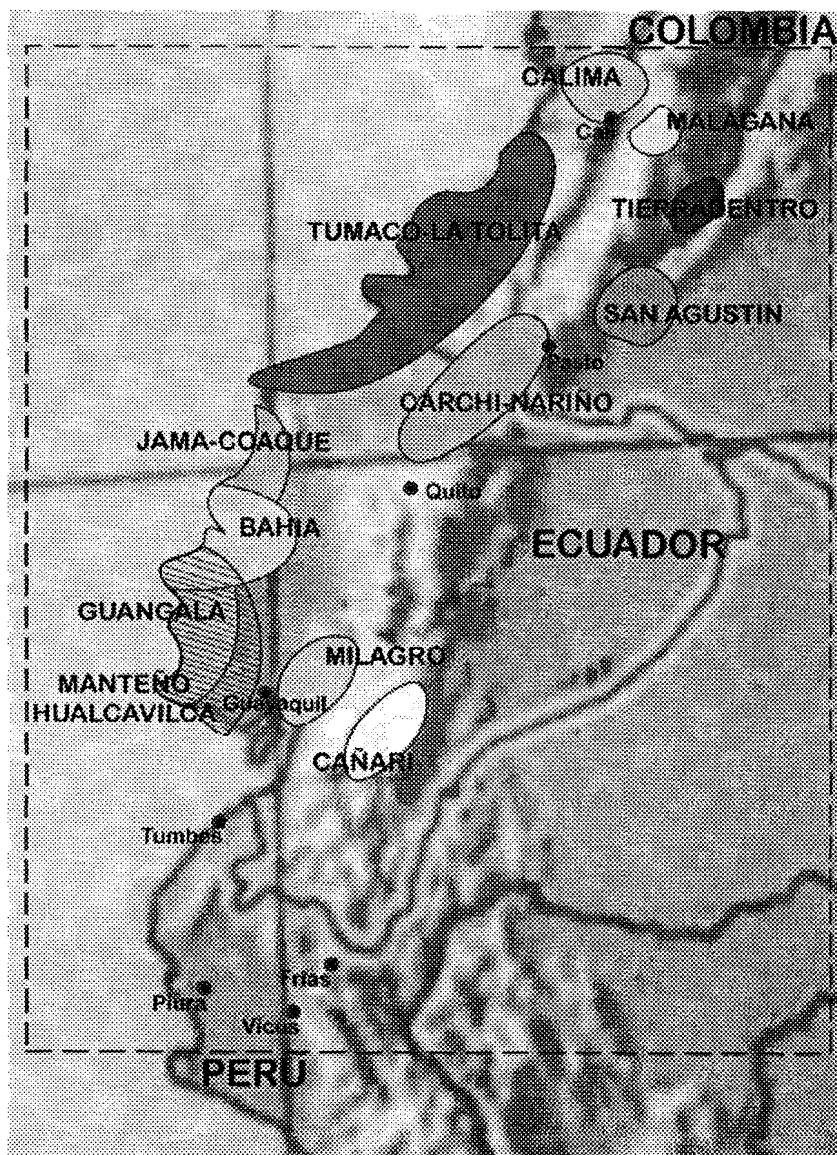 COLOMBIA
CALIMA
Cali
MALAGANA
TIERRADENTRO
TUMACO-LA TOLITA
SAN AGUSTIN
Pasto
CARCHI-NARIÑO
JAMA-COAQUE
Quito
BAHIA
ECUADOR
GUANGALA
MILAGRO
MANTEÑO
HUALCAVILCA
Guayaquil
CAÑARI
Tumbes
Frias
Piura
Vicus
PERU